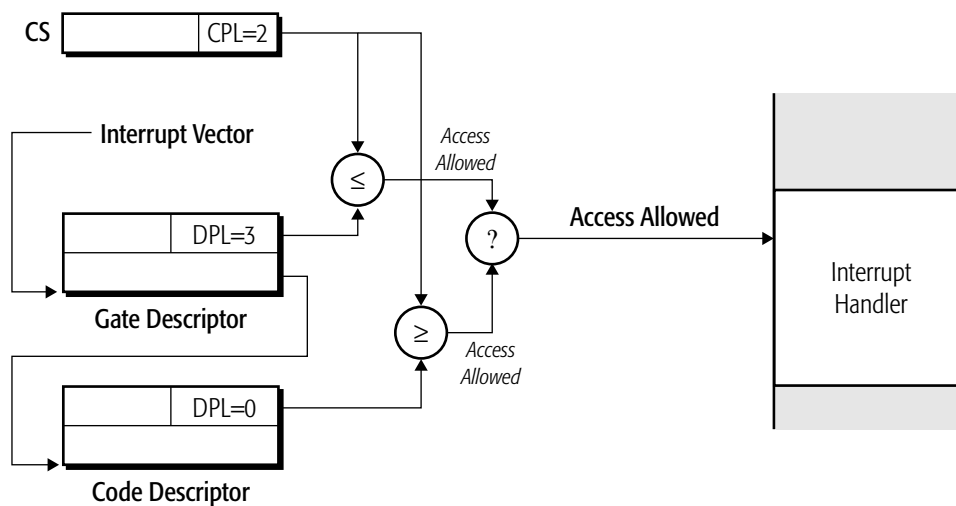 CS
CPL=2
Interrupt Vector
Access
Allowed
≤
DPL=3
?
Access Allowed
Interrupt
Handler
Gate Descriptor
≥
Access
Allowed
DPL=0
Code Descriptor